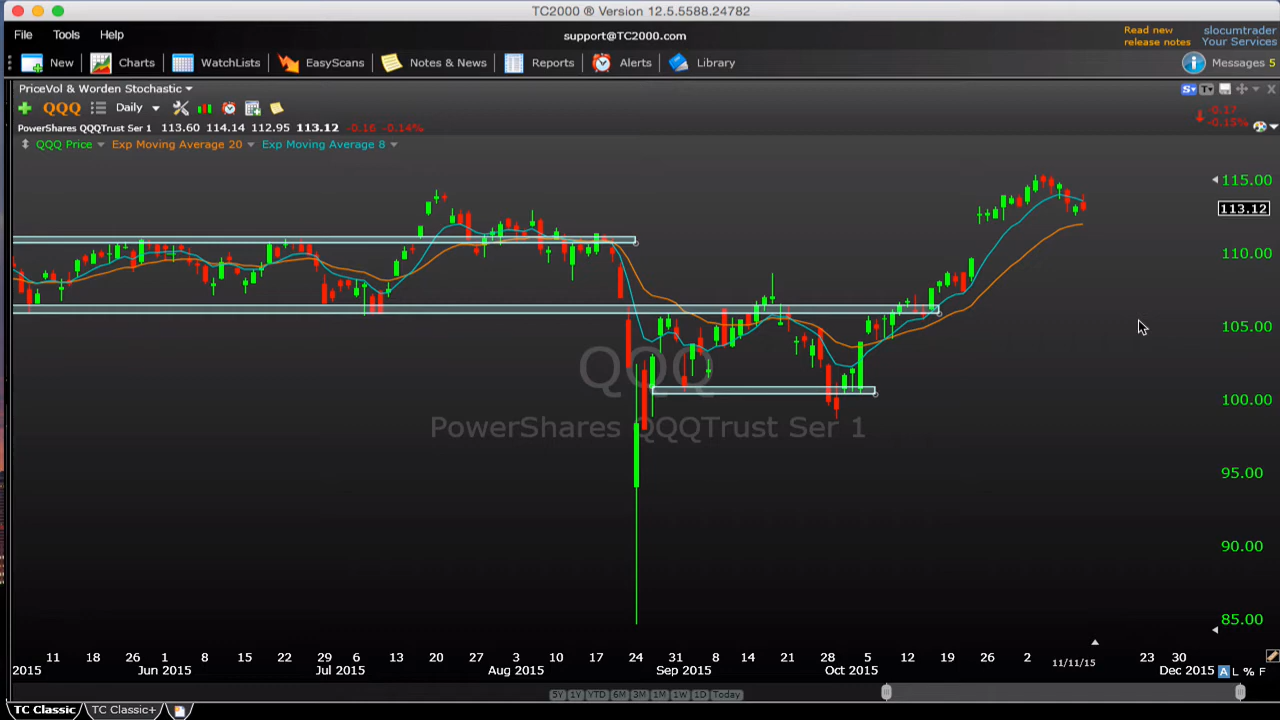 TC2000 ® Version 12.5.5588.24782
File Tools Help support@TC2000.com Read new release notes slocumtrader Your Services
New Charts WatchLists EasyScans Notes & News Reports Alerts Library Messages 5
PriceVol & Worden Stochastic S T
QQQ Daily
-0.17
-0.15%
PowerShares QQQTrust Ser 1 113.60 114.14 112.95 113.12 -0.16 -0.14%
QQQ Price Exp Moving Average 20 Exp Moving Average 8
115.00
113.12
110.00
105.00
QQQ
100.00
PowerShares QQQTrust Ser 1
95.00
90.00
85.00
11 18 26 1 8 15 22 29 6 13 20 27 3 10 17 24 31 8 14 21 28 5 12 19 26 2 11/11/15 23 30
2015 Jun 2015 Jul 2015 Aug 2015 Sep 2015 Oct 2015 Dec 2015 A L % F
5Y 1Y YTD 6M 3M 1M 1W 1D Today
TC Classic TC Classic+